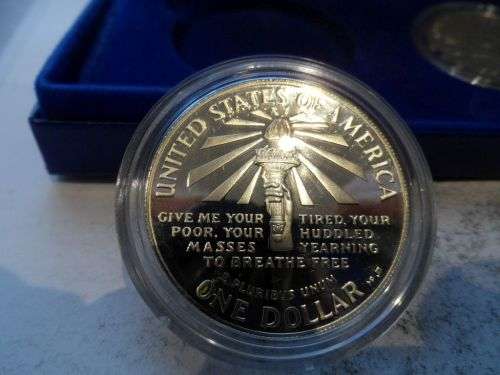 UNITED STATES OF AMERICA
GIVE ME YOUR TIRED, YOUR
POOR, YOUR HUDDLED
MASSES YEARNING
TO BREATHE FREE
E PLURIBUS UNUM
ONE DOLLAR